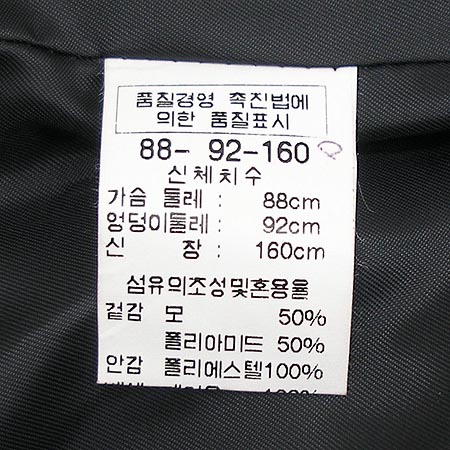 품질경영 촉진법에
의한 품질표시
88- 92-160
신체치수
가슴 둘레 : 88cm
엉덩이둘레 : 92cm
신 장 : 160cm
섬유의조성및혼용율
겉감 모 50%
폴리아미드 50%
안감 폴리에스텔100%